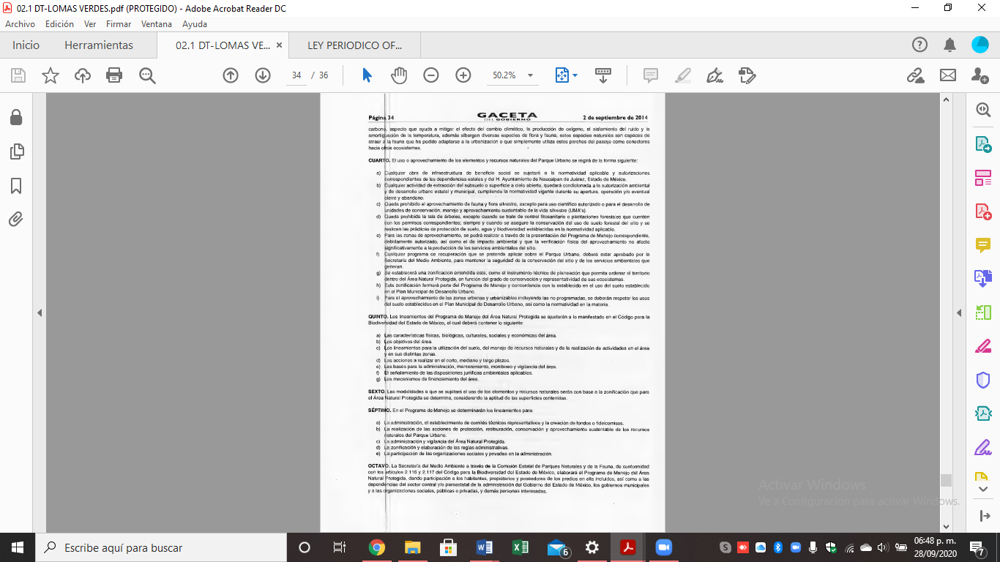 02.1 DT-LOMAS VERDES.pdf (PROTEGIDO) - Adobe Acrobat Reader DC
Archivo Edición Ver Firmar Ventana Ayuda
Inicio Herramientas 02.1 DT-LOMAS VE... × LEY PERIODICO OF...
34 / 36 50.2%
Página 34 GACETA DEL GOBIERNO 2 de septiembre de 2014
carbono, aspecto que ayuda a mitigar el efecto del cambio climático, la producción de oxígeno, el aislamiento del ruido y la
amortiguación de la temperatura, además albergan diversas especies de flora y fauna; estos espacios naturales son capaces de
atraer a la fauna que ha podido adaptarse a la urbanización o que simplemente utiliza estos parches del paisaje como conectores
hacia otros ecosistemas.
CUARTO. El uso o aprovechamiento de los elementos y recursos naturales del Parque Urbano se regirá de la forma siguiente:
a) Cualquier obra de infraestructura de beneficio social se sujetará a la normatividad aplicable y autorizaciones
correspondientes de las dependencias estales y del H. Ayuntamiento de Naucalpan de Juárez, Estado de México.
b) Cualquier actividad de extracción del subsuelo o superficie a cielo abierto, quedará condicionada a la autorización ambiental
y de desarrollo urbano estatal y municipal, cumpliendo la normatividad vigente durante su apertura, operación y/o eventual
cierre y abandono.
c) Queda prohibido el aprovechamiento de fauna y flora silvestre, excepto para uso científico autorizado o para el desarrollo de
unidades de conservación, manejo y aprovechamiento sustentable de la vida silvestre (UMA's).
d) Queda prohibida la tala de árboles, excepto cuando se trate de control fitosanitario o plantaciones forestales que cuenten
con los permisos correspondientes; siempre y cuando se asegure la conservación del uso de suelo forestal del sitio y se
realicen las prácticas de protección de suelo, agua y biodiversidad establecidas en la normatividad aplicable.
e) Para las zonas de aprovechamiento, se podrá realizar a través de la presentación del Programa de Manejo correspondiente,
debidamente autorizado, así como el de impacto ambiental y que la verificación física del aprovechamiento no afecte
significativamente a la producción de los servicios ambientales del sitio.
f) Cualquier programa de recuperación que se pretenda aplicar sobre el Parque Urbano, deberá estar aprobado por la
Secretaría del Medio Ambiente, para mantener la seguridad de la conservación del sitio y de los servicios ambientales que
generan.
g) Se establecerá una zonificación entendida esta, como el instrumento técnico de planeación que permita ordenar el territorio
dentro del Área Natural Protegida, en función del grado de conservación y representatividad de sus ecosistemas.
h) Esta zonificación formará parte del Programa de Manejo y concordancia con lo establecido en el uso del suelo establecido
en el Plan Municipal de Desarrollo Urbano.
i) Para el aprovechamiento de las zonas urbanas y urbanizables incluyendo las no programadas, se deberán respetar los usos
del suelo establecidos en el Plan Municipal de Desarrollo Urbano, así como la normatividad en la materia.
QUINTO. Los lineamientos del Programa de Manejo del Área Natural Protegida se ajustarán a lo manifestado en el Código para la
Biodiversidad del Estado de México, el cual deberá contener lo siguiente:
a) Las características físicas, biológicas, culturales, sociales y económicas del área.
b) Los objetivos del área.
c) Los lineamientos para la utilización del suelo, del manejo de recursos naturales y de la realización de actividades en el área
y en sus distintas zonas.
d) Las acciones a realizar en el corto, mediano y largo plazos.
e) Las bases para la administración, mantenimiento, monitoreo y vigilancia del área.
f) El señalamiento de las disposiciones jurídicas ambientales aplicables.
g) Los mecanismos de financiamiento del área.
SEXTO. Las modalidades a que se sujetará el uso de los elementos y recursos naturales serán con base a la zonificación que para
el Área Natural Protegida se determine, considerando la aptitud de las superficies contenidas.
SÉPTIMO. En el Programa de Manejo se determinarán los lineamientos para:
a) La administración, el establecimiento de comités técnicos representativos y la creación de fondos o fideicomisos.
b) La realización de las acciones de protección, restauración, conservación y aprovechamiento sustentable de los recursos
naturales del Parque Urbano.
c) La administración y vigilancia del Área Natural Protegida.
d) La zonificación y elaboración de las reglas administrativas.
e) La participación de las organizaciones sociales y privadas en la administración.
OCTAVO. La Secretaría del Medio Ambiente a través de la Comisión Estatal de Parques Naturales y de la Fauna, de conformidad
con los artículos 2.116 y 2.117 del Código para la Biodiversidad del Estado de México, elaborará el Programa de Manejo del Área
Natural Protegida, dando participación a los habitantes, propietarios y poseedores de los predios en ella incluidos, así como a las
dependencias del sector central y/o paraestatal de la administración del Gobierno del Estado de México, los gobiernos municipales
y a las organizaciones sociales, públicas o privadas, y demás personas interesadas.
Activar Windows
Ve a Configuración para activar Windows.
Escribe aquí para buscar
6
06:48 p. m.
28/09/2020
7